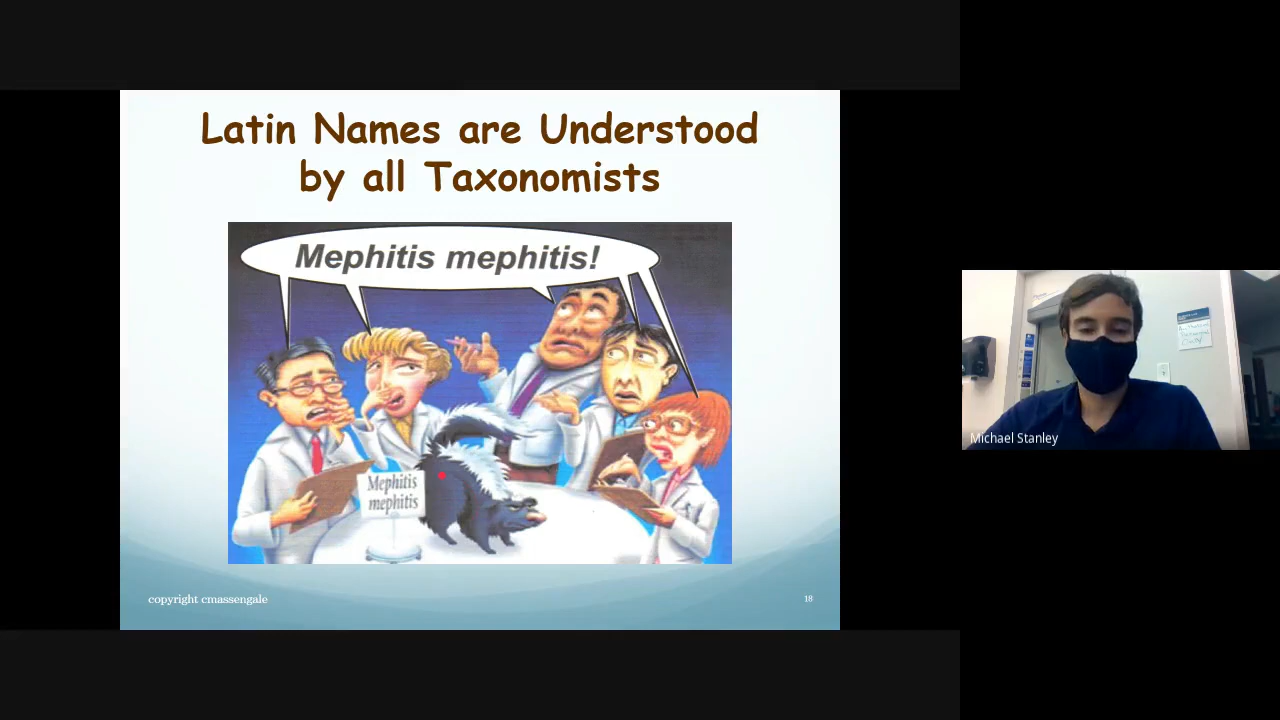 Latin Names are Understood
by all Taxonomists
Mephitis mephitis!
Mephitis
mephitis
copyright cmassengale
18
Michael Stanley